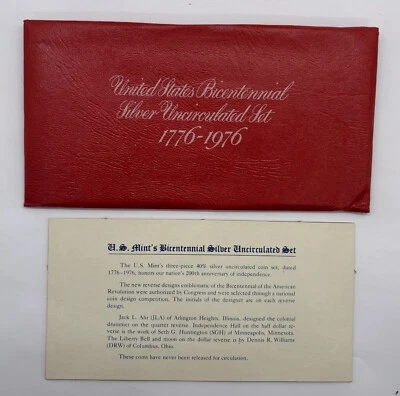 United States Bicentennial
Silver Uncirculated Set
1776-1976
U.S. Mint's Bicentennial Silver Uncirculated Set
The U.S. Mint's three-piece 40% silver uncirculated coin set, dated
1776-1976, honors our nation's 200th anniversary of independence.
The new reverse designs emblematic of the Bicentennial of the American
Revolution were authorized by Congress and were selected through a national
coin design competition. The initials of the designer are on each reverse
design.
Jack L. Ahr (JLA) of Arlington Heights, Illinois, designed the colonial
drummer on the quarter reverse. Independence Hall on the half dollar re-
verse is the work of Seth G. Huntington (SGH) of Minneapolis, Minnesota.
The Liberty Bell and moon on the dollar reverse is by Dennis R. Williams
(DRW) of Columbus, Ohio.
These coins have never been released for circulation.